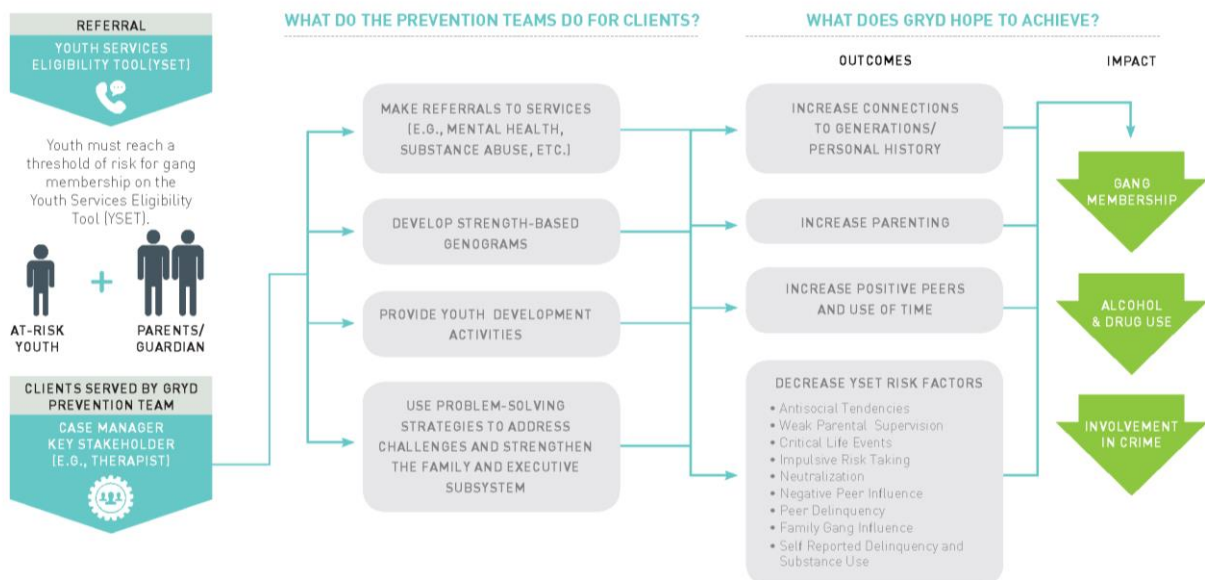 REFERRAL
YOUTH SERVICES
ELIGIBILITY TOOL(YSET)
Youth must reach a
threshold of risk for gang
membership on the
Youth Services Eligibility
Tool (YSET).
AT-RISK
YOUTH
+
PARENTS/
GUARDIAN
CLIENTS SERVED BY GRYD
PREVENTION TEAM
CASE MANAGER
KEY STAKEHOLDER
(E.G., THERAPIST)
WHAT DO THE PREVENTION TEAMS DO FOR CLIENTS?
MAKE REFERRALS TO SERVICES
(E.G., MENTAL HEALTH,
SUBSTANCE ABUSE, ETC.)
DEVELOP STRENGTH-BASED
GENOGRAMS
PROVIDE YOUTH DEVELOPMENT
ACTIVITIES
USE PROBLEM-SOLVING
STRATEGIES TO ADDRESS
CHALLENGES AND STRENGTHEN
THE FAMILY AND EXECUTIVE
SUBSYSTEM
WHAT DOES GRYD HOPE TO ACHIEVE?
OUTCOMES
INCREASE CONNECTIONS
TO GENERATIONS/
PERSONAL HISTORY
INCREASE PARENTING
INCREASE POSITIVE PEERS
AND USE OF TIME
DECREASE YSET RISK FACTORS
• Antisocial Tendencies
• Weak Parental Supervision
• Critical Life Events
• Impulsive Risk Taking
• Neutralization
• Negative Peer Influence
• Peer Delinquency
• Family Gang Influence
• Self Reported Delinquency and
Substance Use
IMPACT
GANG
MEMBERSHIP
ALCOHOL
& DRUG USE
INVOLVEMENT
IN CRIME